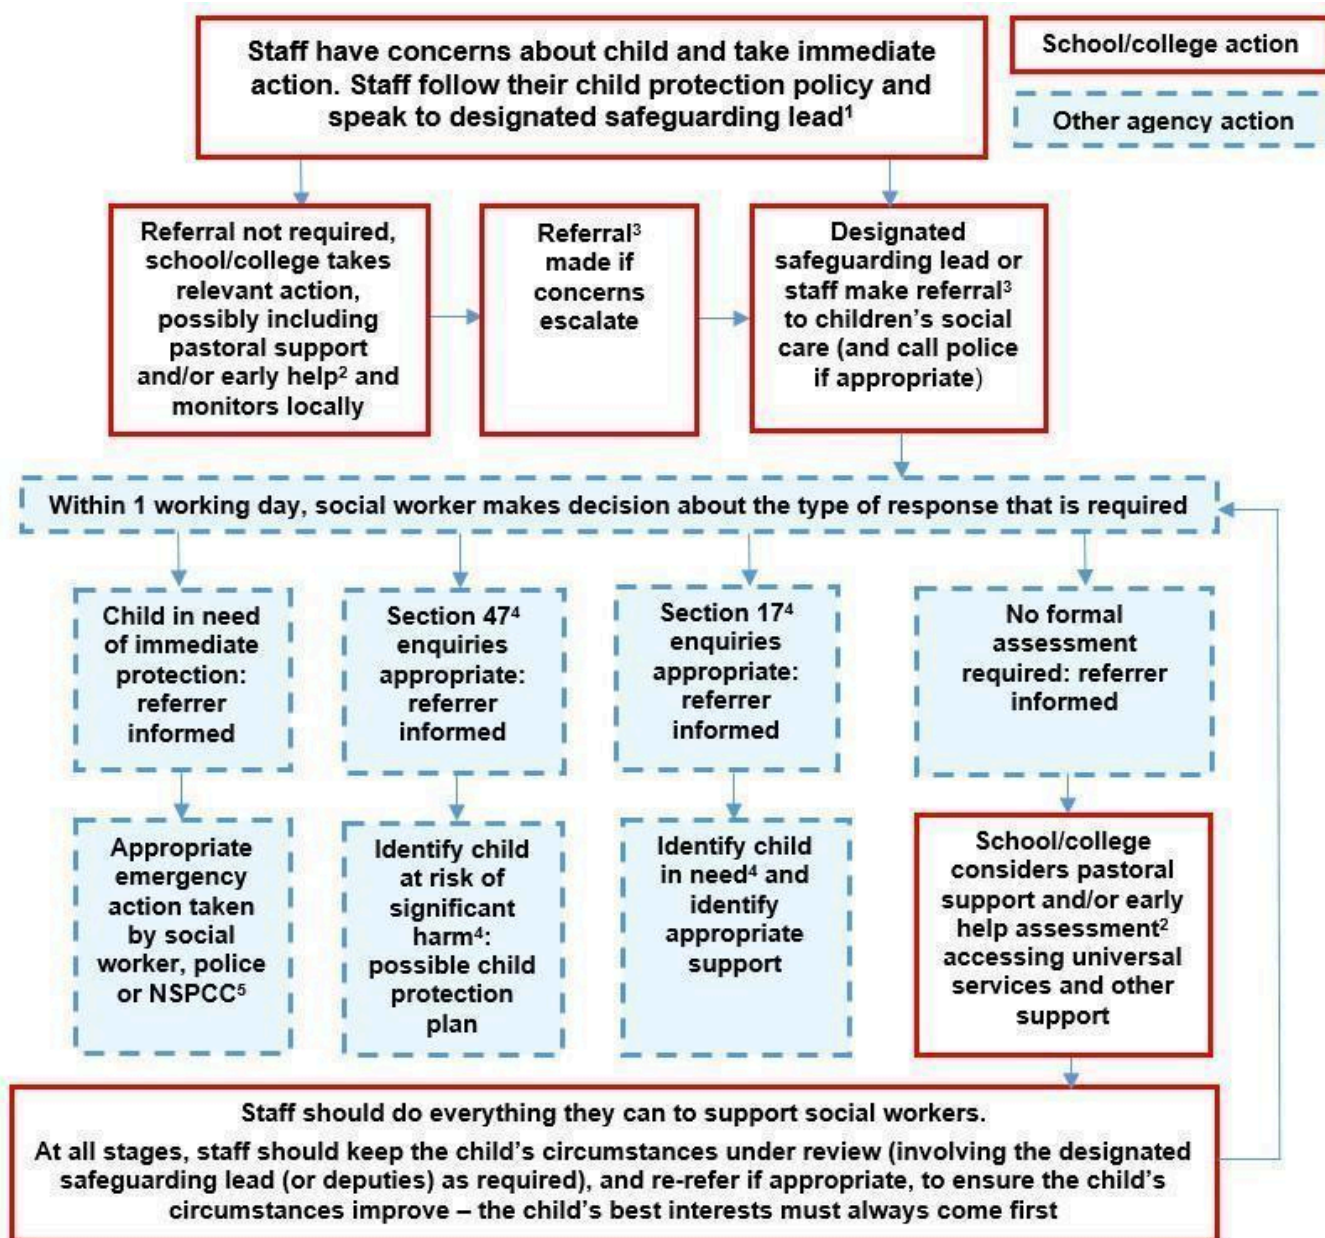 Staff have concerns about child and take immediate
action. Staff follow their child protection policy and
speak to designated safeguarding lead¹
School/college action
Other agency action
Referral not required,
school/college takes
relevant action,
possibly including
pastoral support
and/or early help² and
monitors locally
Referral³
made if
concerns
escalate
Designated
safeguarding lead or
staff make referral³
to children’s social
care (and call police
if appropriate)
Within 1 working day, social worker makes decision about the type of response that is required
Child in need
of immediate
protection:
referrer
informed
Section 47⁴
enquiries
appropriate:
referrer
informed
Section 17⁴
enquiries
appropriate:
referrer
informed
No formal
assessment
required: referrer
informed
Appropriate
emergency
action taken
by social
worker, police
or NSPCC⁵
Identify child
at risk of
significant
harm⁴:
possible child
protection
plan
Identify child
in need⁴ and
identify
appropriate
support
School/college
considers pastoral
support and/or early
help assessment²
accessing universal
services and other
support
Staff should do everything they can to support social workers.
At all stages, staff should keep the child’s circumstances under review (involving the designated
safeguarding lead (or deputies) as required), and re-refer if appropriate, to ensure the child’s
circumstances improve – the child’s best interests must always come first